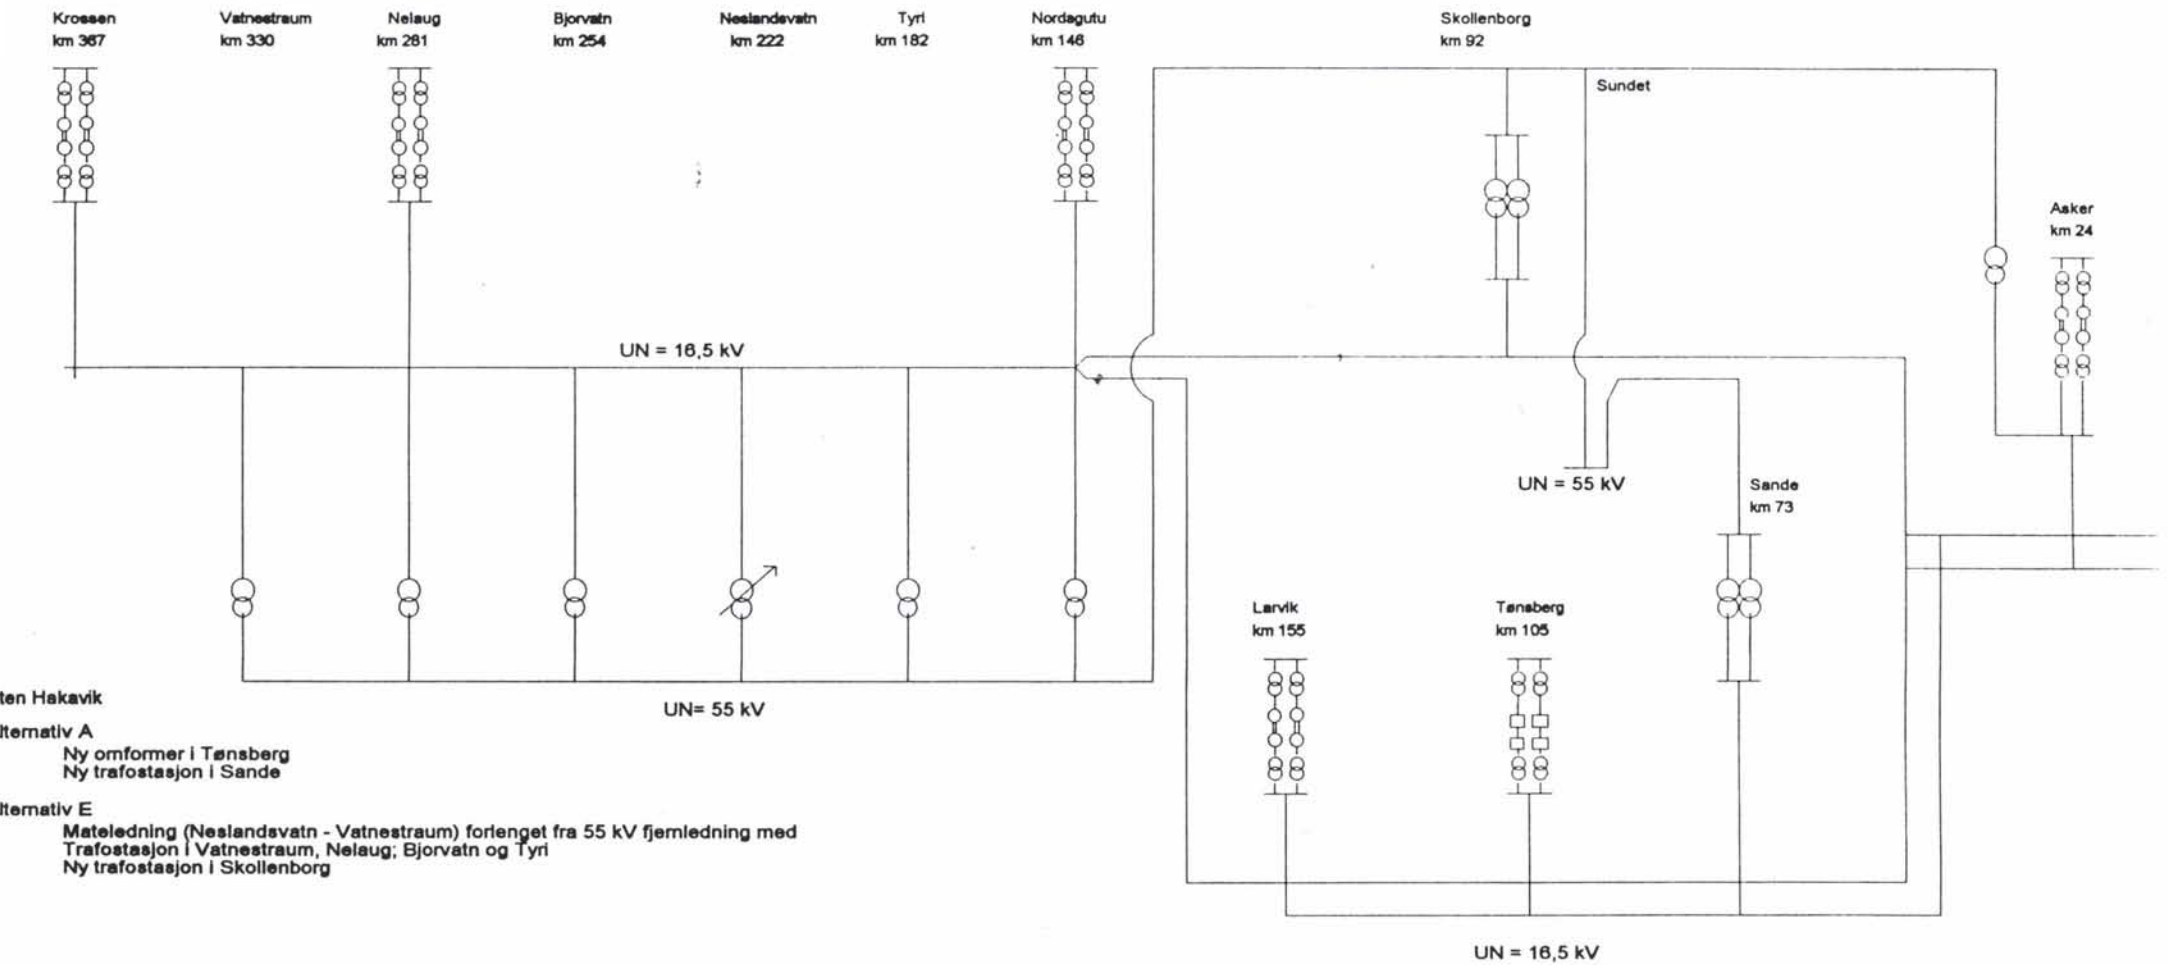 Krossen
km 367
Vatnestraum
km 330
Nelaug
km 281
Bjorvatn
km 254
Neslandsvatn
km 222
Tyri
km 182
Nordagutu
km 146
Skollenborg
km 92
Sundet
Asker
km 24
UN = 16,5 kV
UN = 55 kV
Sande
km 73
Larvik
km 155
Tønsberg
km 105
ten Hakavik
UN= 55 kV
lternativ A
Ny omformer i Tønsberg
Ny trafostasjon i Sande
lternativ E
Mateledning (Neslandsvatn - Vatnestraum) forlenget fra 55 kV fjernledning med
Trafostasjon i Vatnestraum, Nelaug; Bjorvatn og Tyri
Ny trafostasjon i Skollenborg
UN = 16,5 kV